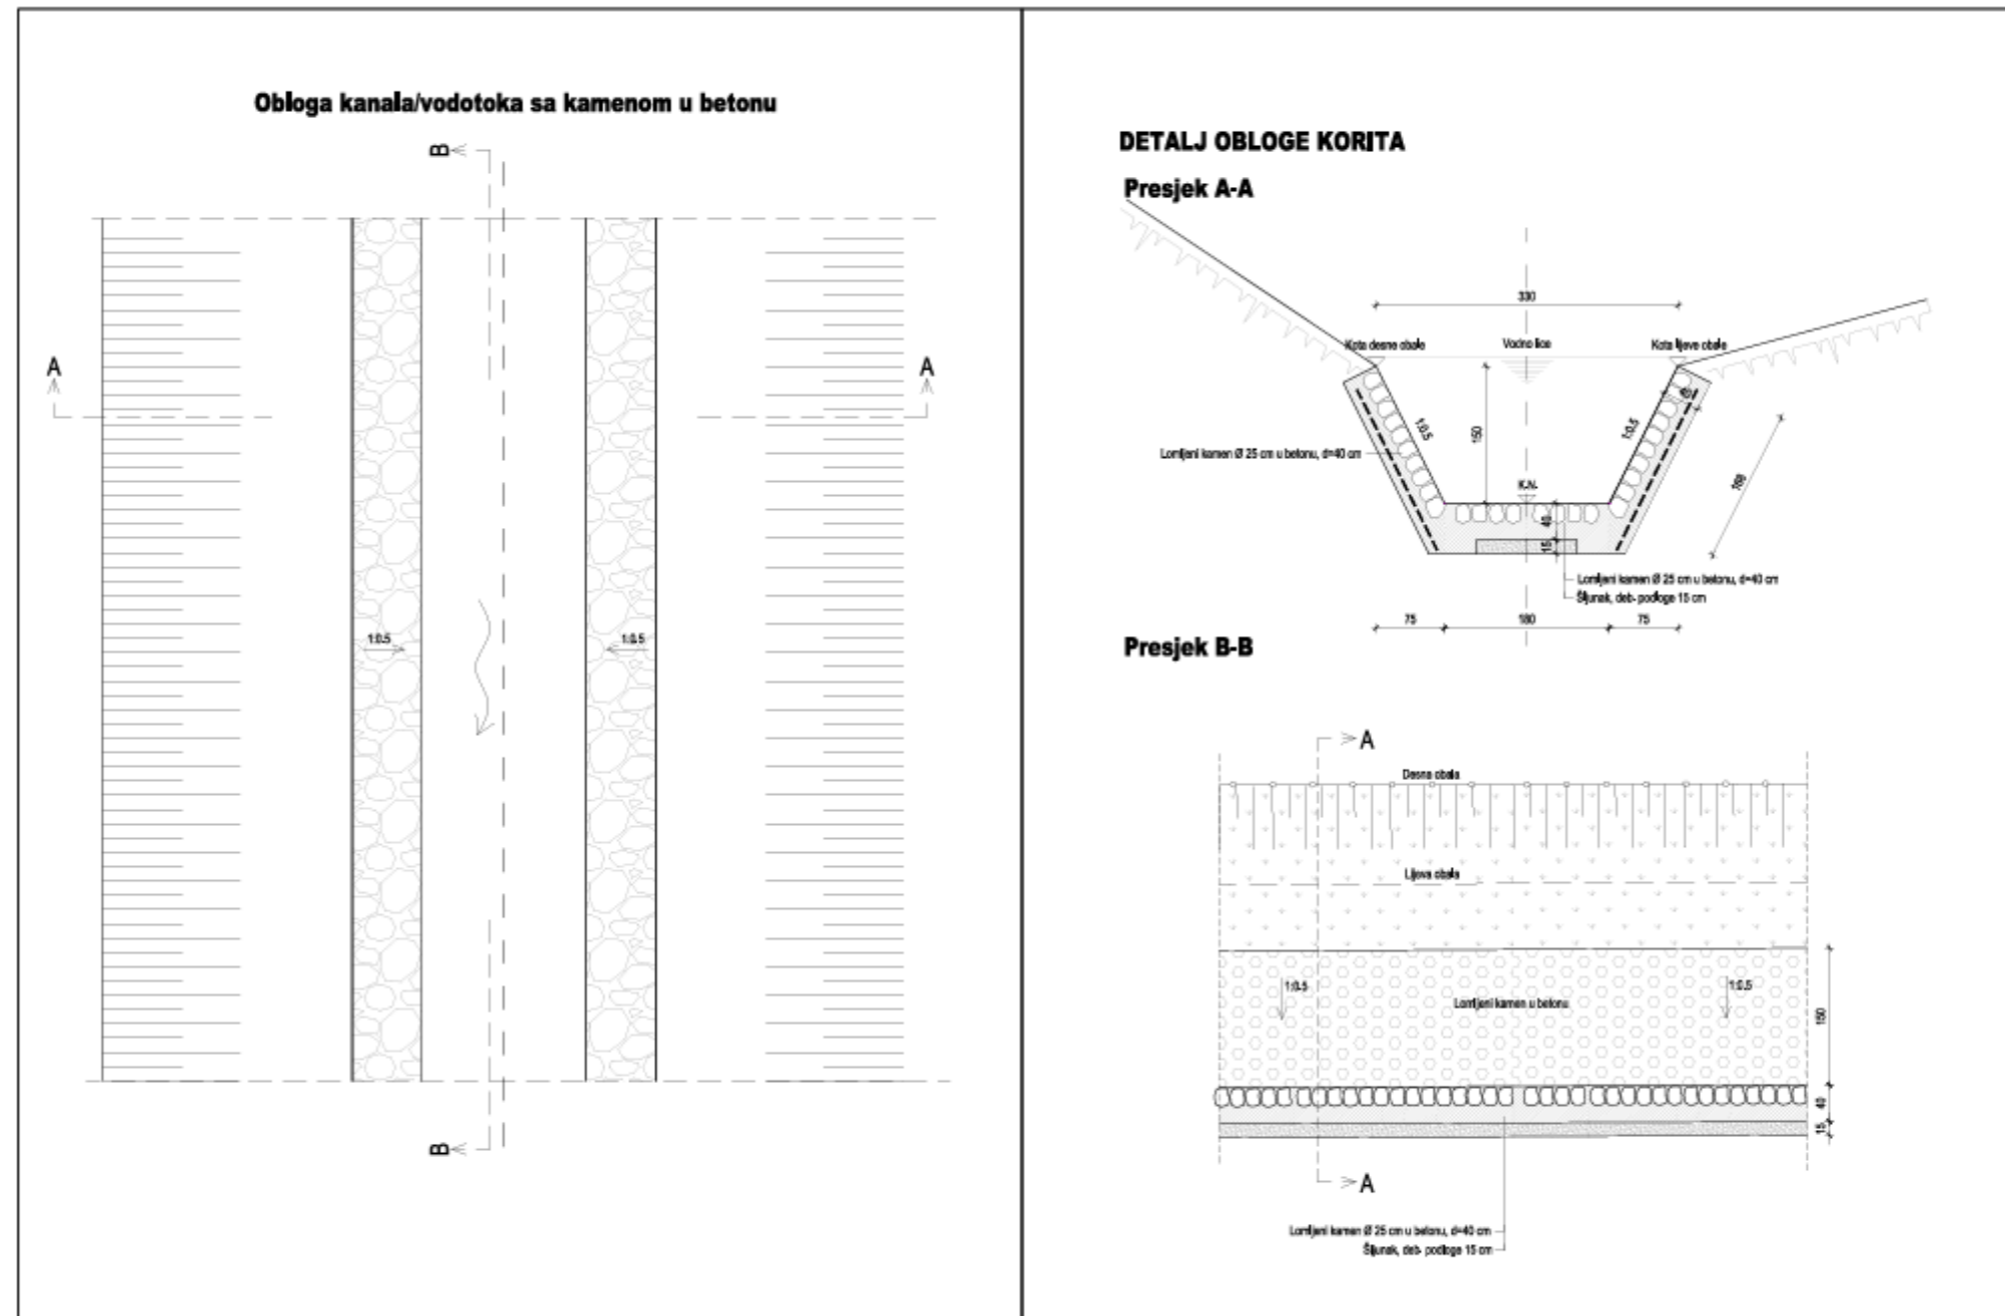 Obloga kanala/vodotoka sa kamenom u betonu
B
A
A
1:0.5
1:0.5
B
DETALJ OBLOGE KORITA
Presjek A-A
330
Kota desne obale
Vodno lice
Kota lijeve obale
40
1:0.5
150
1:0.5
Lomljeni kamen Ø 25 cm u betonu, d=40 cm
168
K.N.
40
15
Lomljeni kamen Ø 25 cm u betonu, d=40 cm
Šljunak, deb. podloge 15 cm
75
180
75
Presjek B-B
A
Desna obala
Lijeva obala
1:0.5
1:0.5
Lomljeni kamen u betonu
150
40
15
A
Lomljeni kamen Ø 25 cm u betonu, d=40 cm
Šljunak, deb. podloge 15 cm